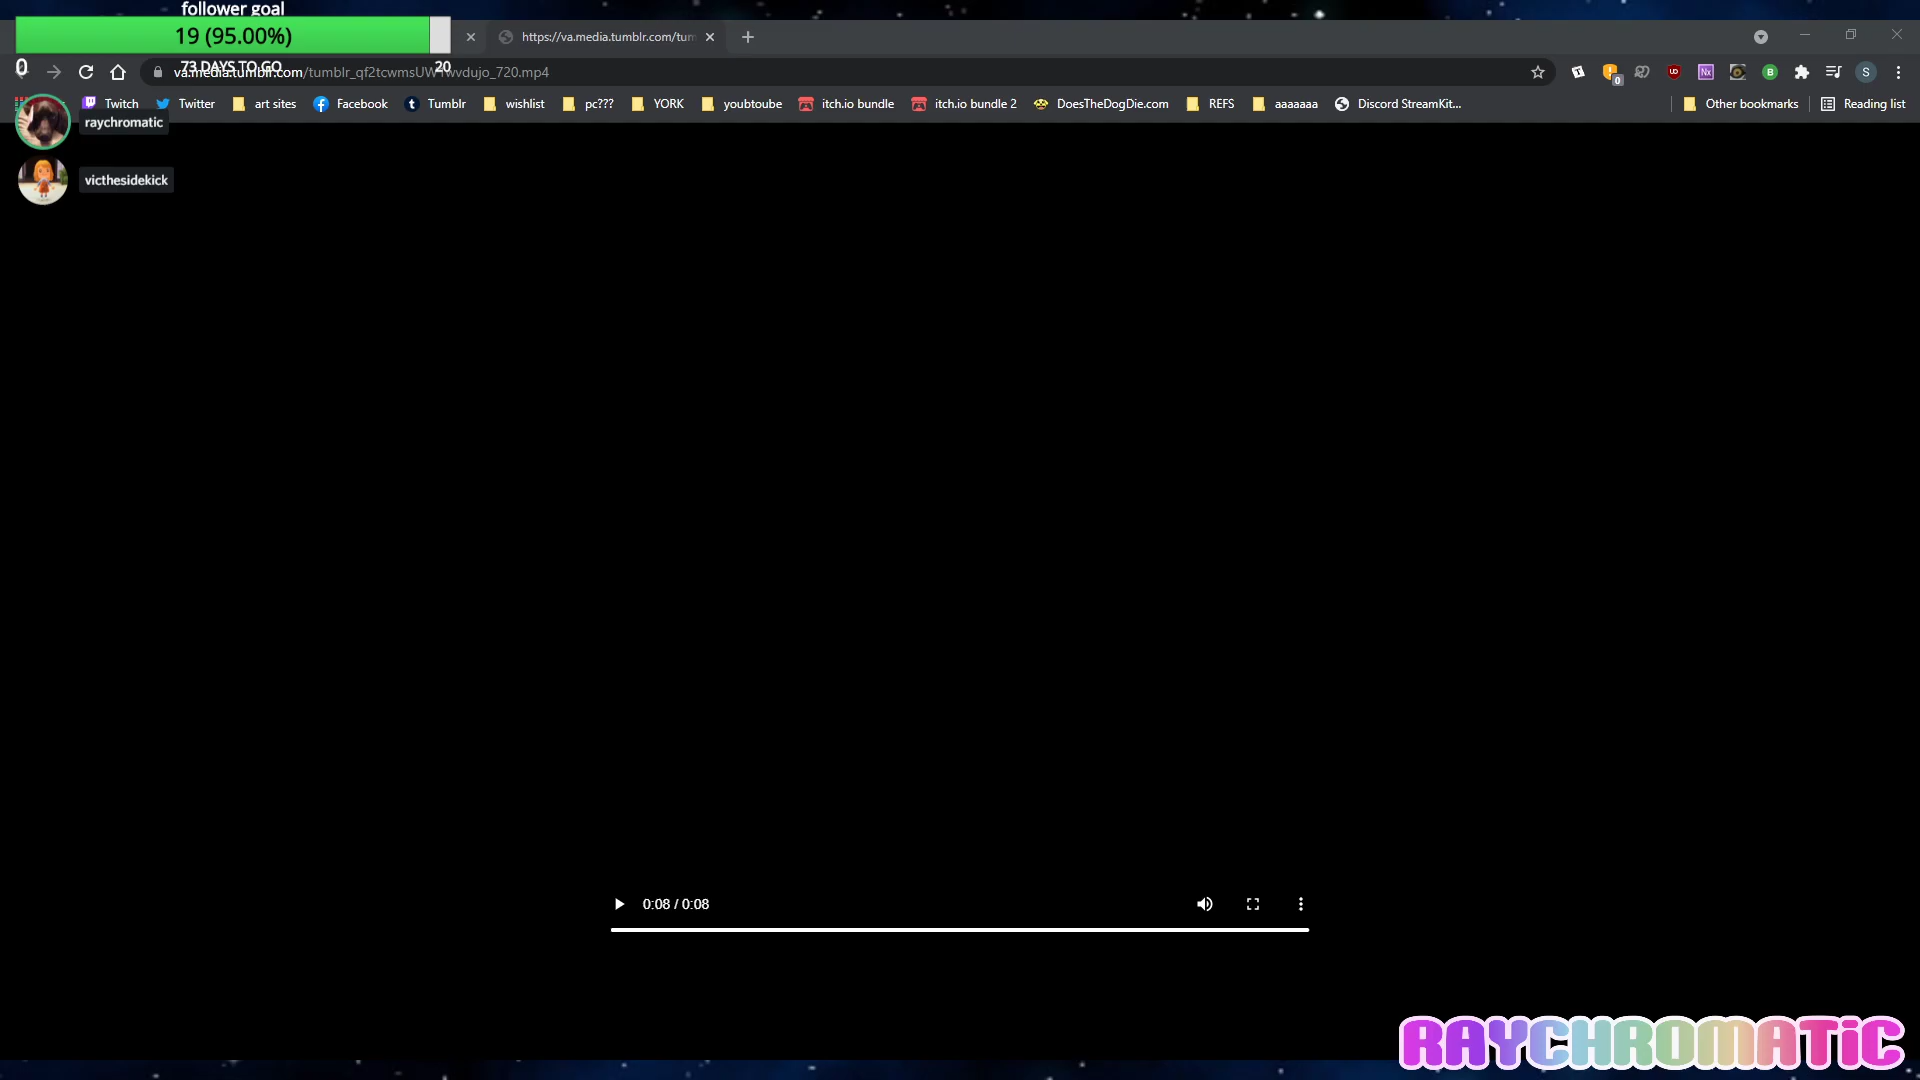 follower goal
19 (95.00%)
https://va.media.tumblr.com/tum
0
73 DAYS TO GO
20
va.media.tumblr.com/tumblr_qf2tcwmsUW1wvdujo_720.mp4
0
S
Twitch
Twitter
art sites
Facebook
Tumblr
wishlist
pc???
YORK
youbtoube
itch.io bundle
itch.io bundle 2
DoesTheDogDie.com
REFS
aaaaaaa
Discord StreamKit...
Other bookmarks
Reading list
raychromatic
victhesidekick
0:08 / 0:08
RAYCHROMATiC